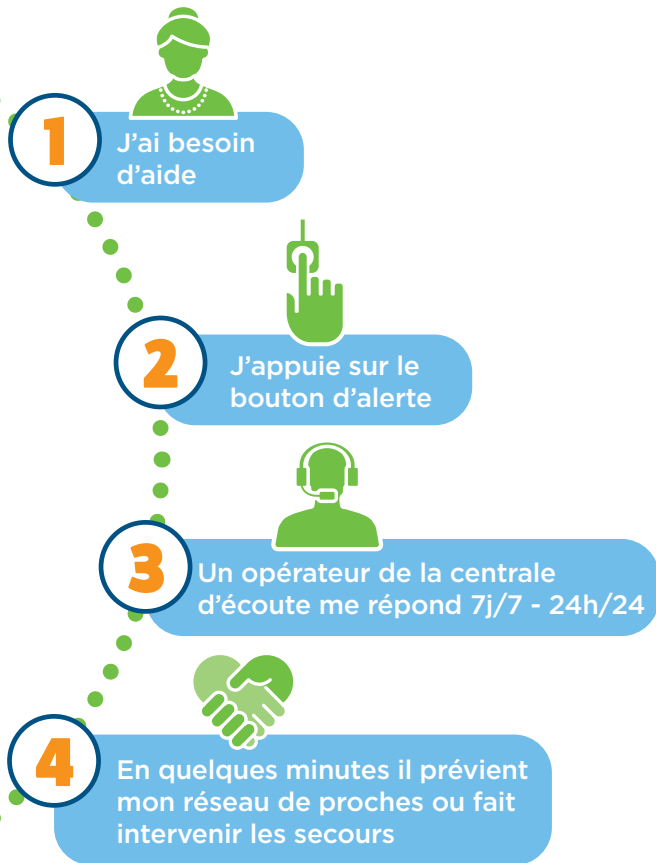 1
J’ai besoin
d’aide
2
J’appuie sur le
bouton d’alerte
3
Un opérateur de la centrale
d’écoute me répond 7j/7 - 24h/24
4
En quelques minutes il prévient
mon réseau de proches ou fait
intervenir les secours